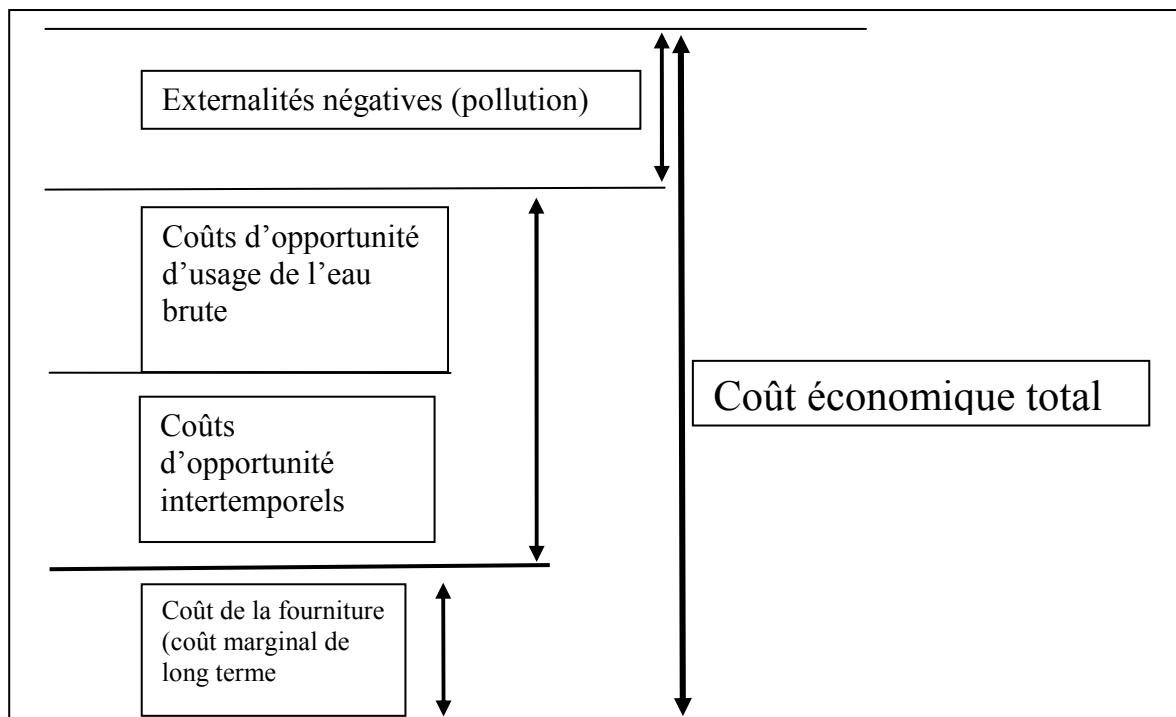 Externalités négatives (pollution)
Coûts d'opportunité
d'usage de l'eau
brute
Coût économique total
Coûts
d'opportunité
intertemporels
Coût de la fourniture
(coût marginal de
long terme